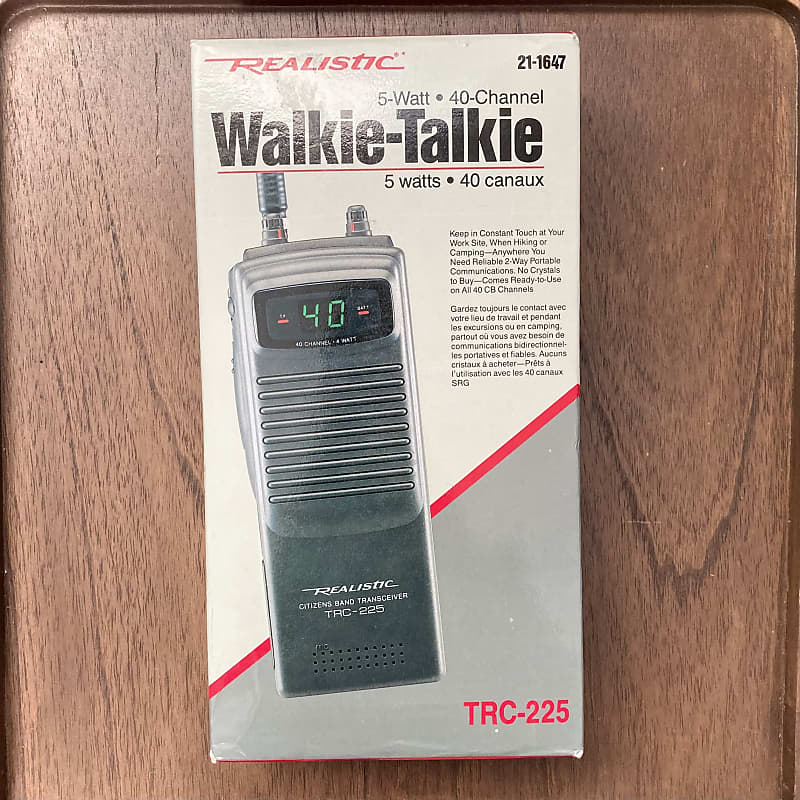 REALISTIC
21-1647
5-Watt • 40-Channel
Walkie-Talkie
5 watts • 40 canaux
Keep in Constant Touch at Your
Work Site, When Hiking or
Camping—Anywhere You
Need Reliable 2-Way Portable
Communications. No Crystals
to Buy—Comes Ready-to-Use
on All 40 CB Channels
Gardez toujours le contact avec
votre lieu de travail et pendant
les excursions ou en camping,
partout où vous avez besoin de
communications bidirectionnel-
les portatives et fiables. Aucuns
cristaux à acheter—Prêts à
l'utilisation avec les 40 canaux
SRG
40
BATT
40 CHANNEL • 4 WATT
REALISTIC
CITIZENS BAND TRANSCEIVER
TRC-225
MIC
TRC-225